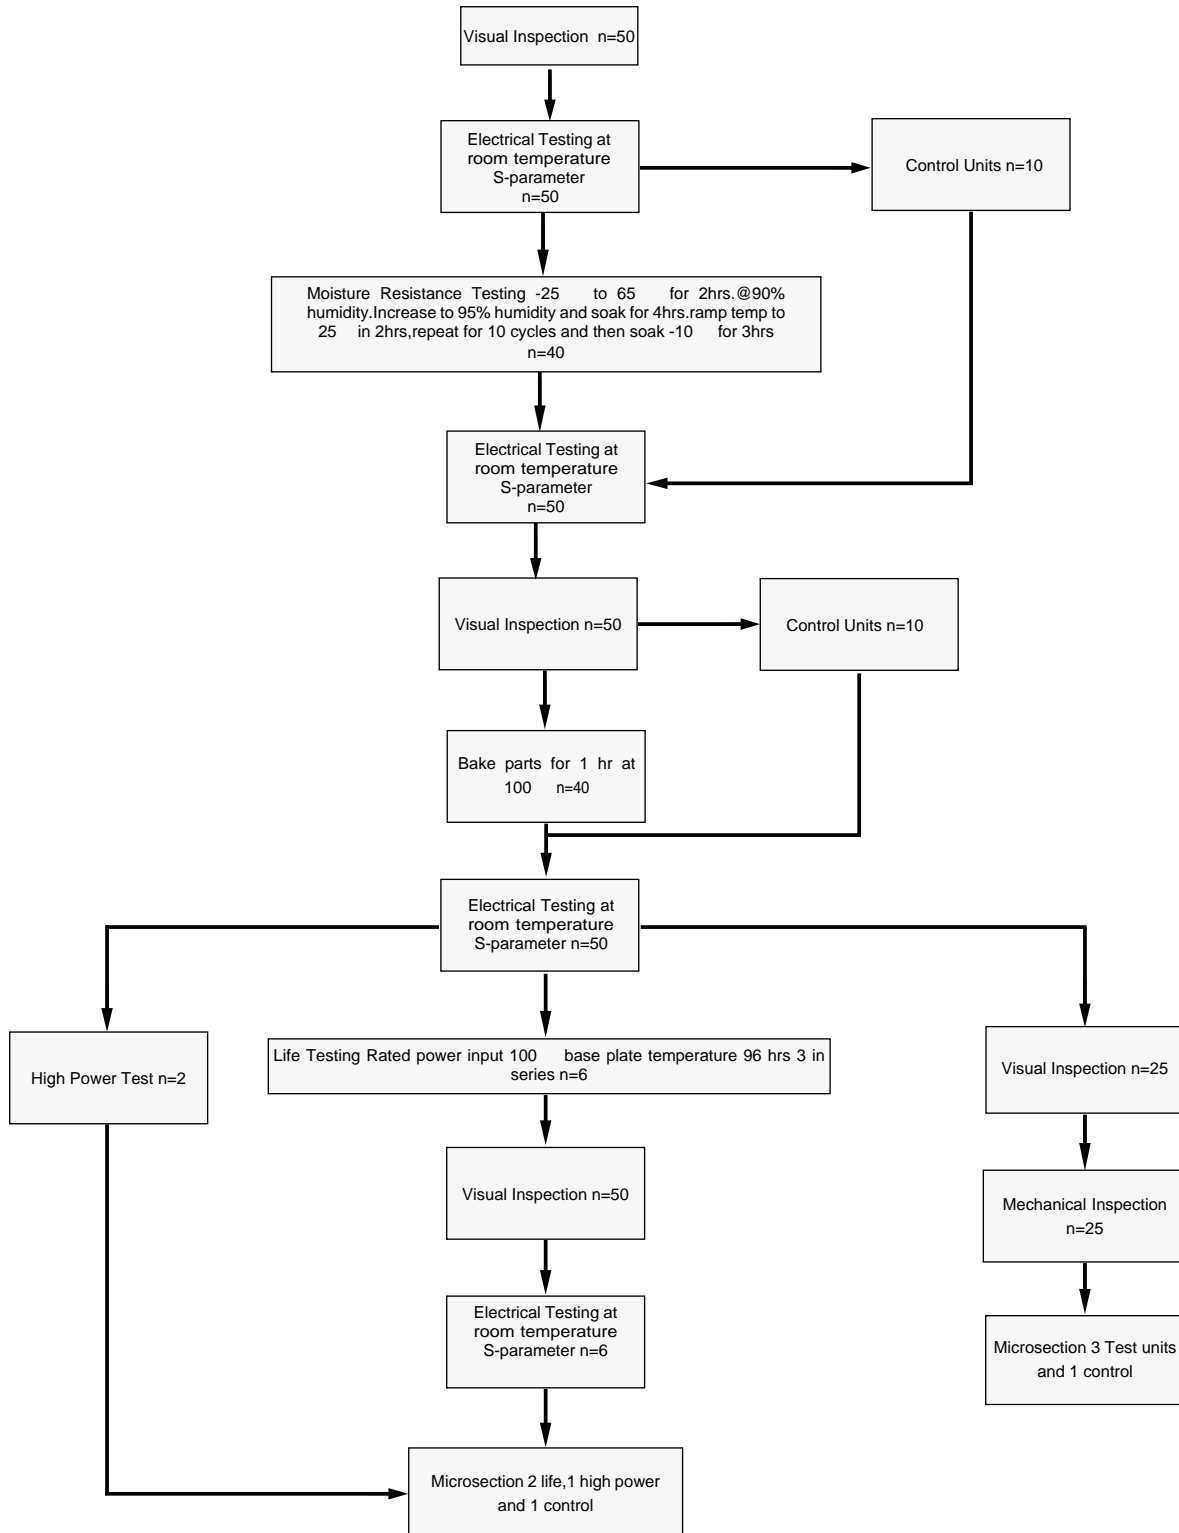 Visual Inspection n=50
Electrical Testing at
room temperature
S-parameter
n=50
Control Units n=10
Moisture Resistance Testing -25 to 65 for 2hrs.@90%
humidity.Increase to 95% humidity and soak for 4hrs.ramp temp to
25 in 2hrs,repeat for 10 cycles and then soak -10 for 3hrs
n=40
Electrical Testing at
room temperature
S-parameter
n=50
Visual Inspection n=50
Control Units n=10
Bake parts for 1 hr at
100 n=40
Electrical Testing at
room temperature
S-parameter n=50
High Power Test n=2
Life Testing Rated power input 100 base plate temperature 96 hrs 3 in
series n=6
Visual Inspection n=25
Visual Inspection n=50
Mechanical Inspection
n=25
Electrical Testing at
room temperature
S-parameter n=6
Microsection 3 Test units
and 1 control
Microsection 2 life,1 high power
and 1 control